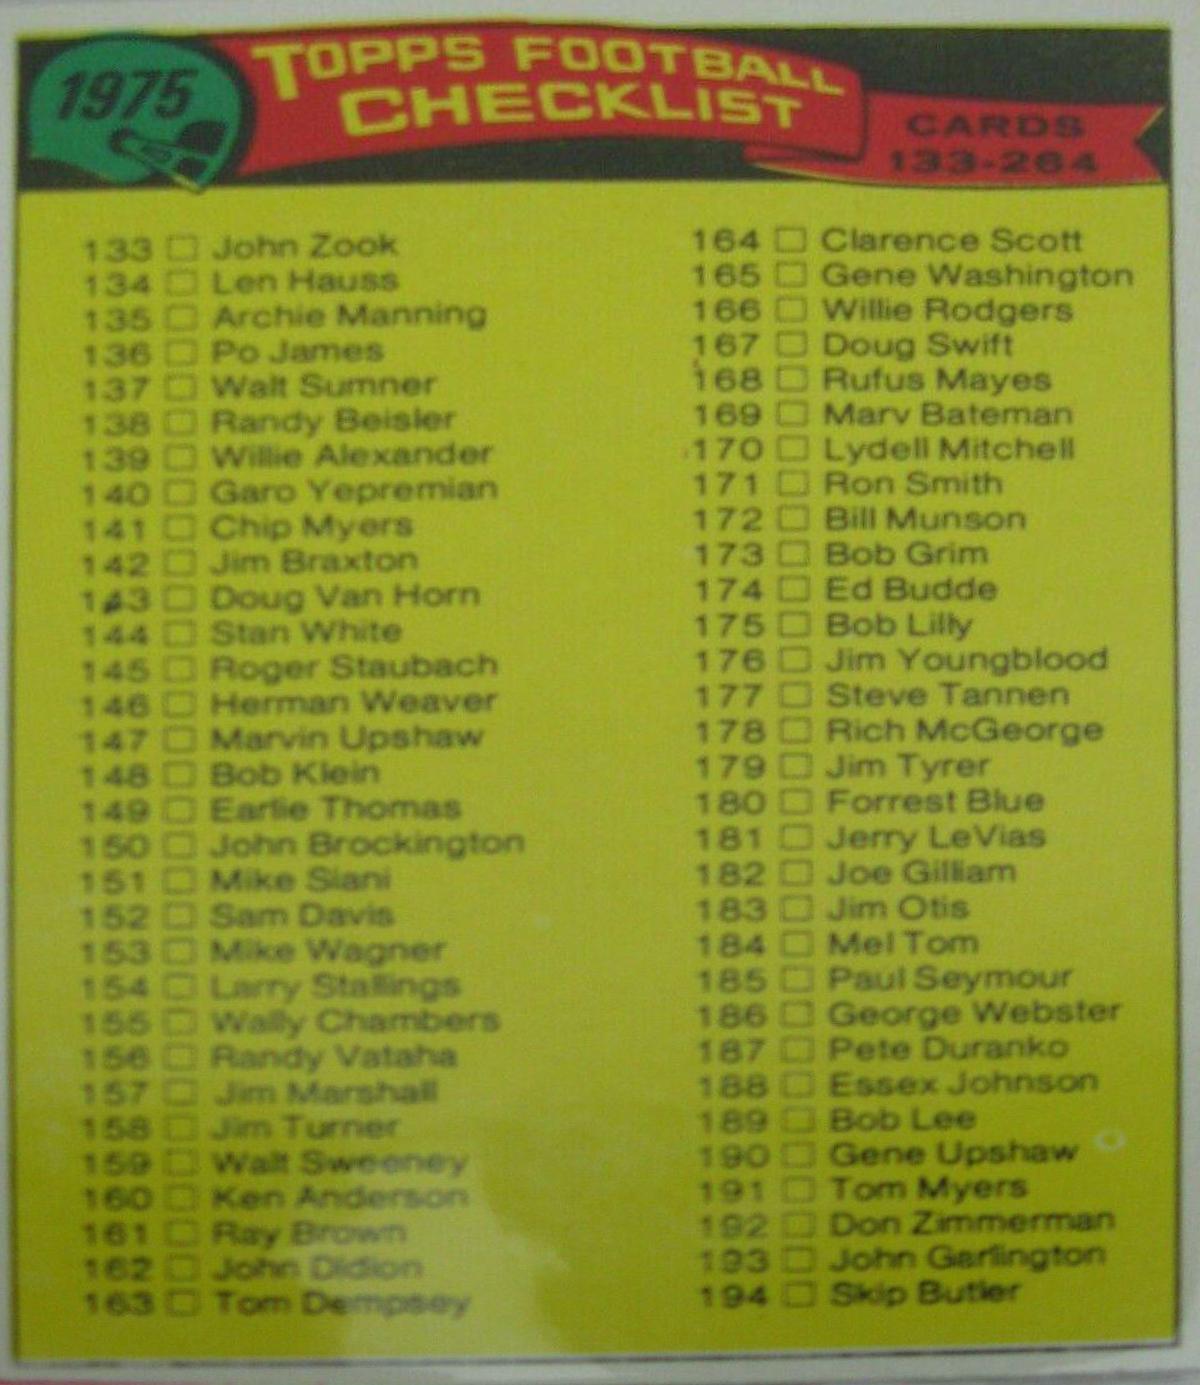 1975
TOPPS FOOTBALL
CHECKLIST
CARDS
133-264
133 John Zook
134 Len Hauss
135 Archie Manning
136 Po James
137 Walt Sumner
138 Randy Beisler
139 Willie Alexander
140 Garo Yepremian
141 Chip Myers
142 Jim Braxton
143 Doug Van Horn
144 Stan White
145 Roger Staubach
146 Herman Weaver
147 Marvin Upshaw
148 Bob Klein
149 Earlie Thomas
150 John Brockington
151 Mike Siani
152 Sam Davis
153 Mike Wagner
154 Larry Stallings
155 Wally Chambers
156 Randy Vataha
157 Jim Marshall
158 Jim Turner
159 Walt Sweeney
160 Ken Anderson
161 Ray Brown
162 John Didion
163 Tom Dempsey
164 Clarence Scott
165 Gene Washington
166 Willie Rodgers
167 Doug Swift
168 Rufus Mayes
169 Marv Bateman
170 Lydell Mitchell
171 Ron Smith
172 Bill Munson
173 Bob Grim
174 Ed Budde
175 Bob Lilly
176 Jim Youngblood
177 Steve Tannen
178 Rich McGeorge
179 Jim Tyrer
180 Forrest Blue
181 Jerry LeVias
182 Joe Gilliam
183 Jim Otis
184 Mel Tom
185 Paul Seymour
186 George Webster
187 Pete Duranko
188 Essex Johnson
189 Bob Lee
190 Gene Upshaw
191 Tom Myers
192 Don Zimmerman
193 John Garlington
194 Skip Butler